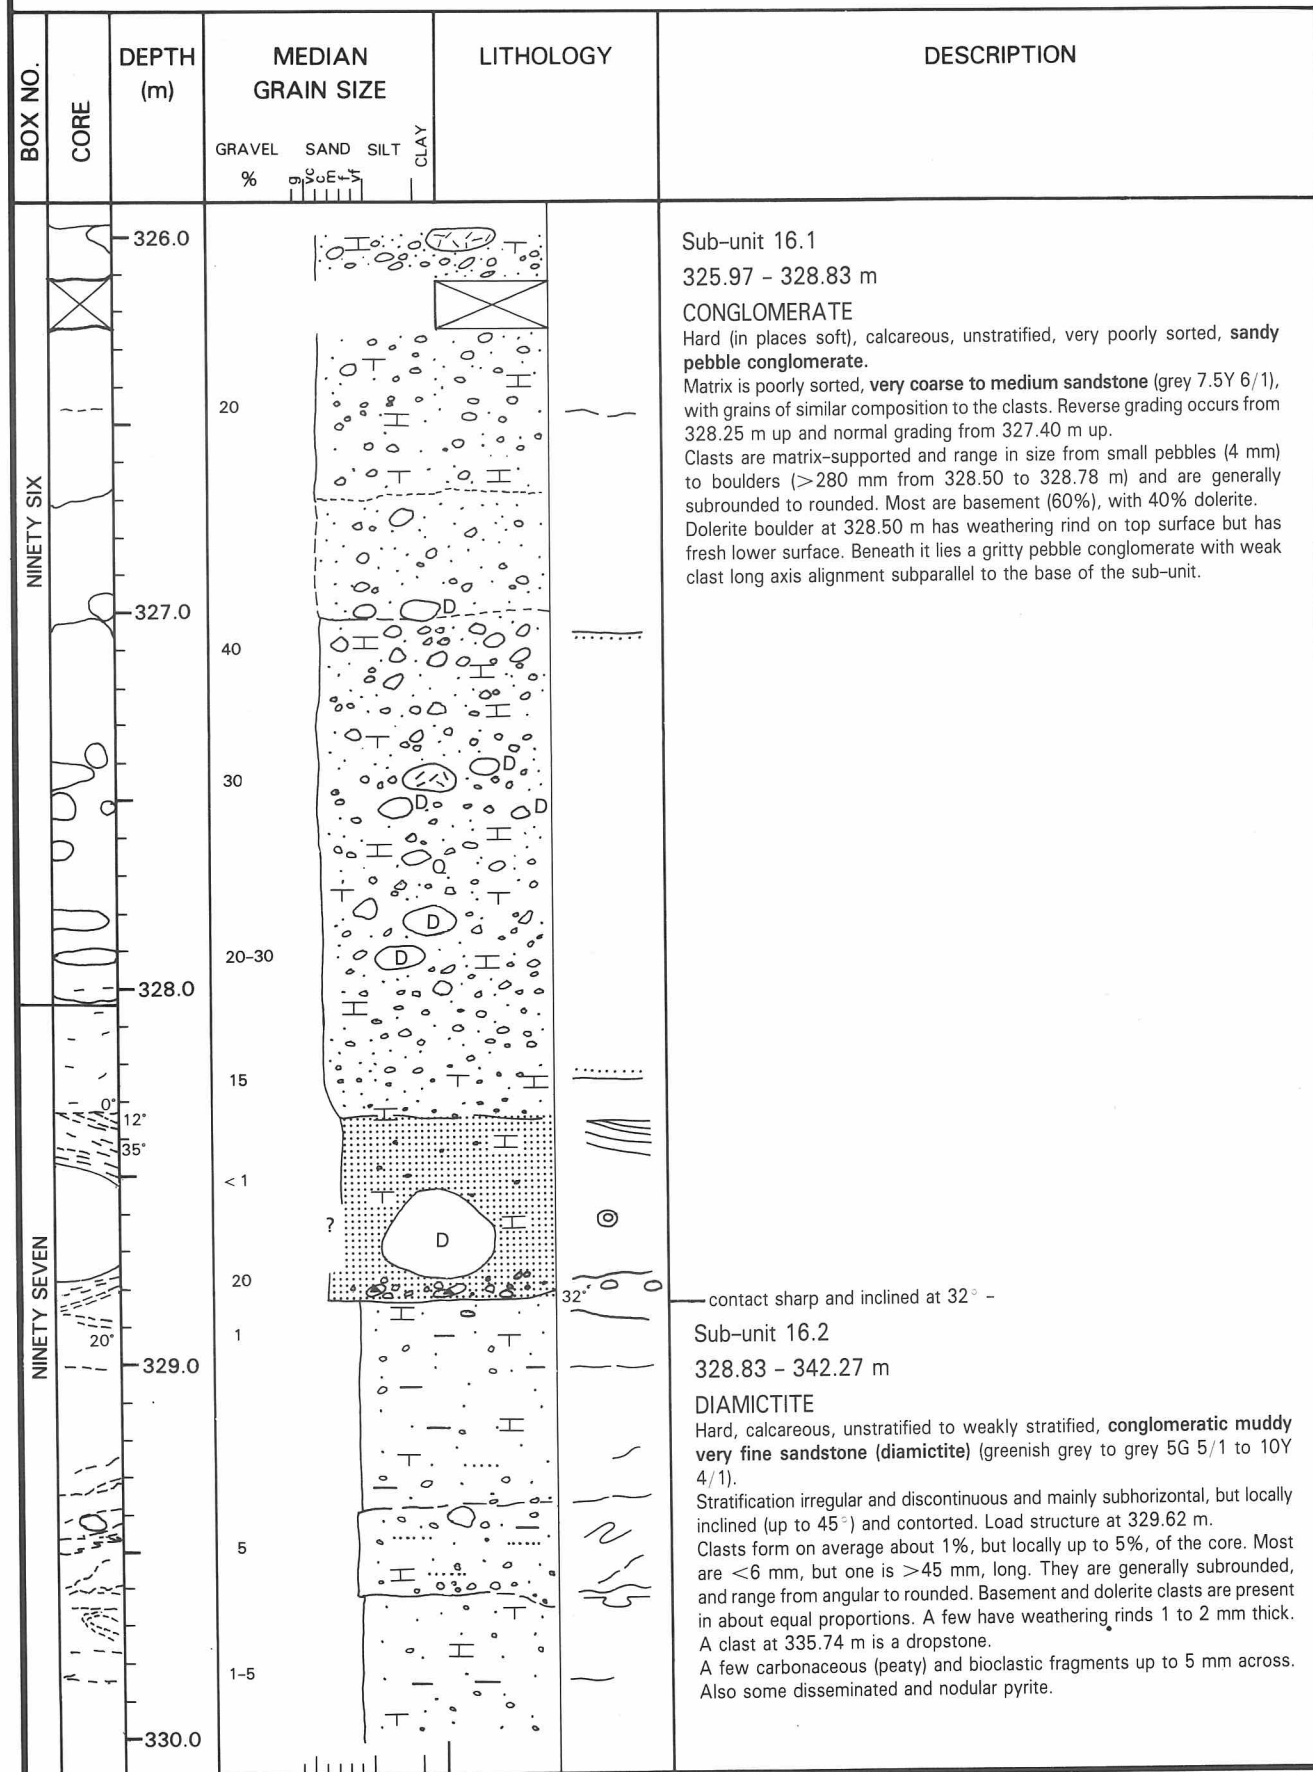 BOX NO.
CORE
DEPTH
(m)
MEDIAN
GRAIN SIZE
GRAVEL SAND SILT CLAY
%
g vc c m f vf
LITHOLOGY
DESCRIPTION
NINETY SIX
NINETY SEVEN
326.0
327.0
328.0
329.0
330.0
0°
12°
35°
20°
20
40
30
20–30
15
< 1
?
20
1
5
1–5
D
D
D
D
Q
D
D
D
32°
Sub–unit 16.1
325.97 – 328.83 m
CONGLOMERATE
Hard (in places soft), calcareous, unstratified, very poorly sorted, sandy
pebble conglomerate.
Matrix is poorly sorted, very coarse to medium sandstone (grey 7.5Y 6/1),
with grains of similar composition to the clasts. Reverse grading occurs from
328.25 m up and normal grading from 327.40 m up.
Clasts are matrix–supported and range in size from small pebbles (4 mm)
to boulders (>280 mm from 328.50 to 328.78 m) and are generally
subrounded to rounded. Most are basement (60%), with 40% dolerite.
Dolerite boulder at 328.50 m has weathering rind on top surface but has
fresh lower surface. Beneath it lies a gritty pebble conglomerate with weak
clast long axis alignment subparallel to the base of the sub–unit.
contact sharp and inclined at 32° –
Sub–unit 16.2
328.83 – 342.27 m
DIAMICTITE
Hard, calcareous, unstratified to weakly stratified, conglomeratic muddy
very fine sandstone (diamictite) (greenish grey to grey 5G 5/1 to 10Y
4/1).
Stratification irregular and discontinuous and mainly subhorizontal, but locally
inclined (up to 45°) and contorted. Load structure at 329.62 m.
Clasts form on average about 1%, but locally up to 5%, of the core. Most
are <6 mm, but one is >45 mm, long. They are generally subrounded,
and range from angular to rounded. Basement and dolerite clasts are present
in about equal proportions. A few have weathering rinds 1 to 2 mm thick.
A clast at 335.74 m is a dropstone.
A few carbonaceous (peaty) and bioclastic fragments up to 5 mm across.
Also some disseminated and nodular pyrite.